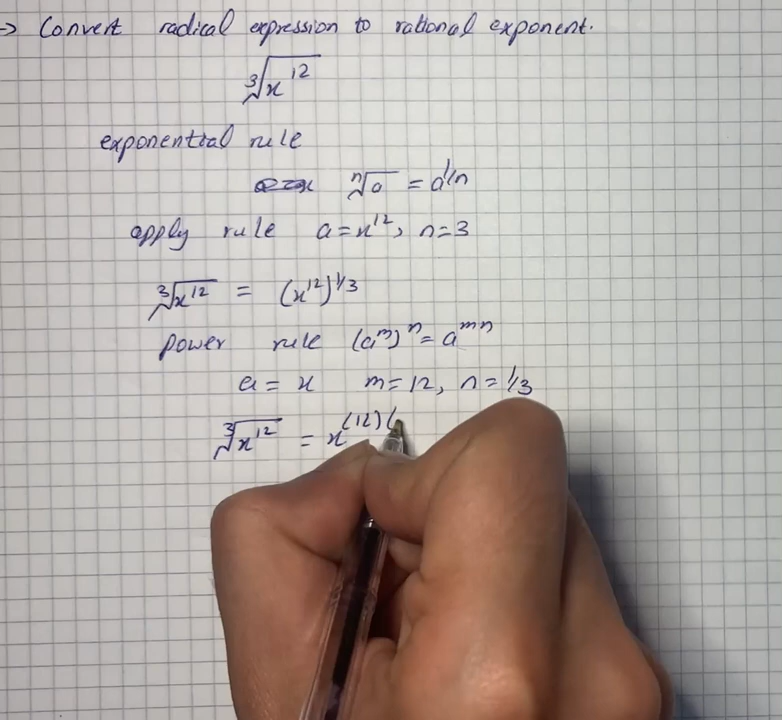 → Convert radical expression to rational exponent.
∛x¹²
exponential rule
ⁿ√a = a^1/n
apply rule a = x¹², n = 3
∛x¹² = (x¹²)^1/3
power rule (a^m)^n = a^mn
a = x m = 12, n = 1/3
∛x¹² = x^(12)(